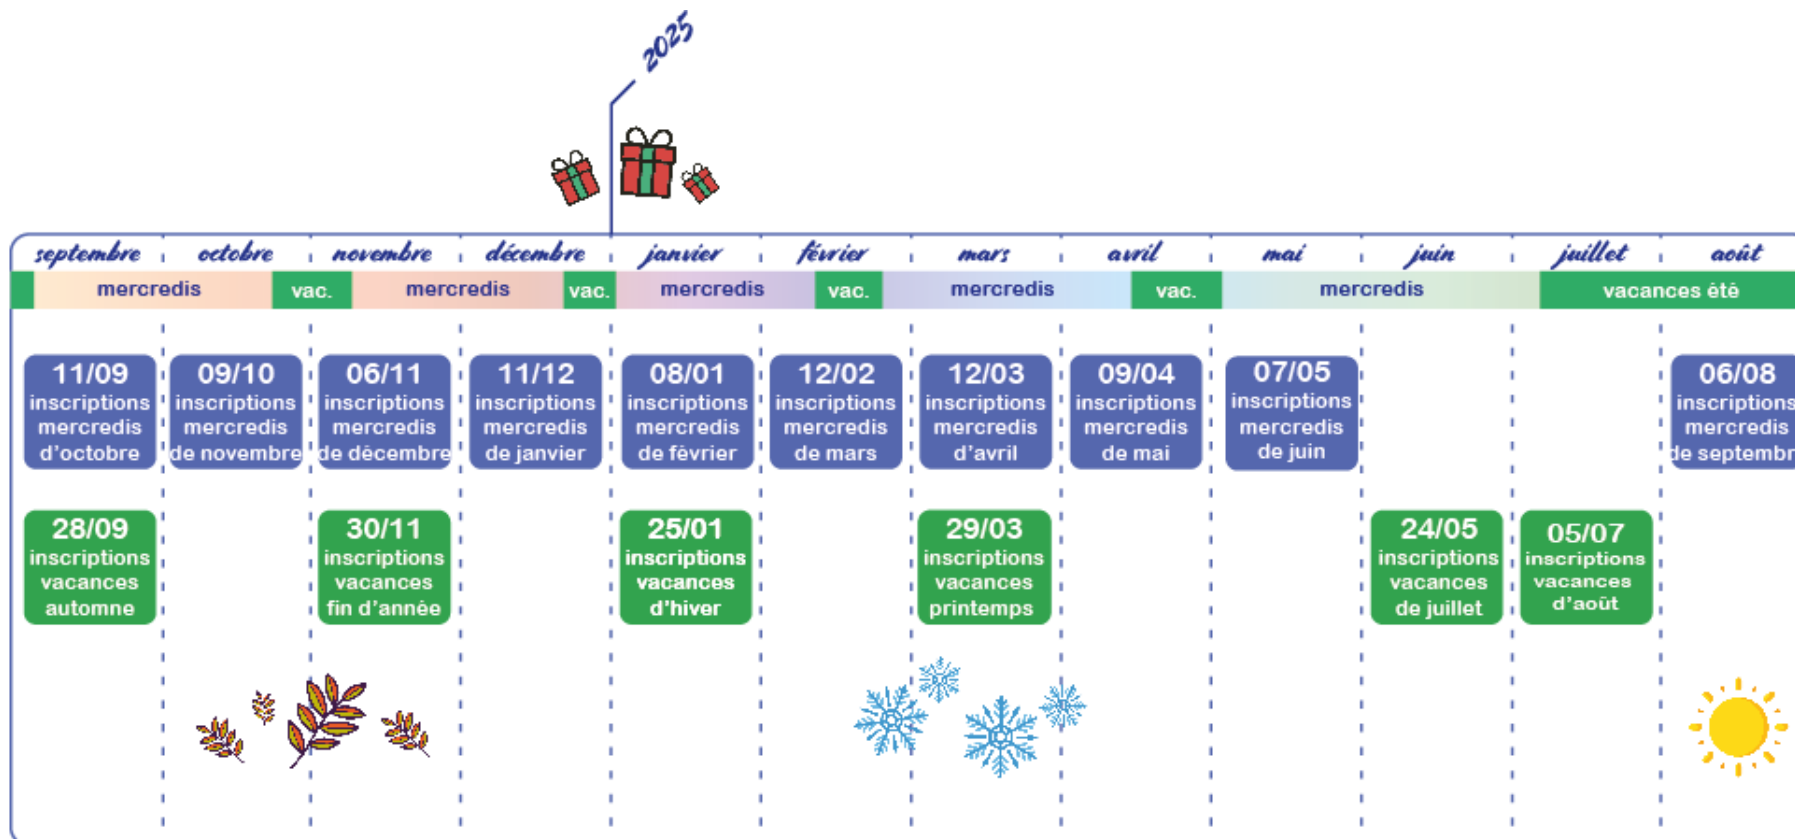 2025
septembre octobre novembre décembre janvier février mars avril mai juin juillet août
mercredis vac. mercredis vac. mercredis vac. mercredis vac. mercredis vacances été
11/09
inscriptions
mercredis
d'octobre
09/10
inscriptions
mercredis
de novembre
06/11
inscriptions
mercredis
de décembre
11/12
inscriptions
mercredis
de janvier
08/01
inscriptions
mercredis
de février
12/02
inscriptions
mercredis
de mars
12/03
inscriptions
mercredis
d'avril
09/04
inscriptions
mercredis
de mai
07/05
inscriptions
mercredis
de juin
06/08
inscriptions
mercredis
de septembr
28/09
inscriptions
vacances
automne
30/11
inscriptions
vacances
fin d'année
25/01
inscriptions
vacances
d'hiver
29/03
inscriptions
vacances
printemps
24/05
inscriptions
vacances
de juillet
05/07
inscriptions
vacances
d'août